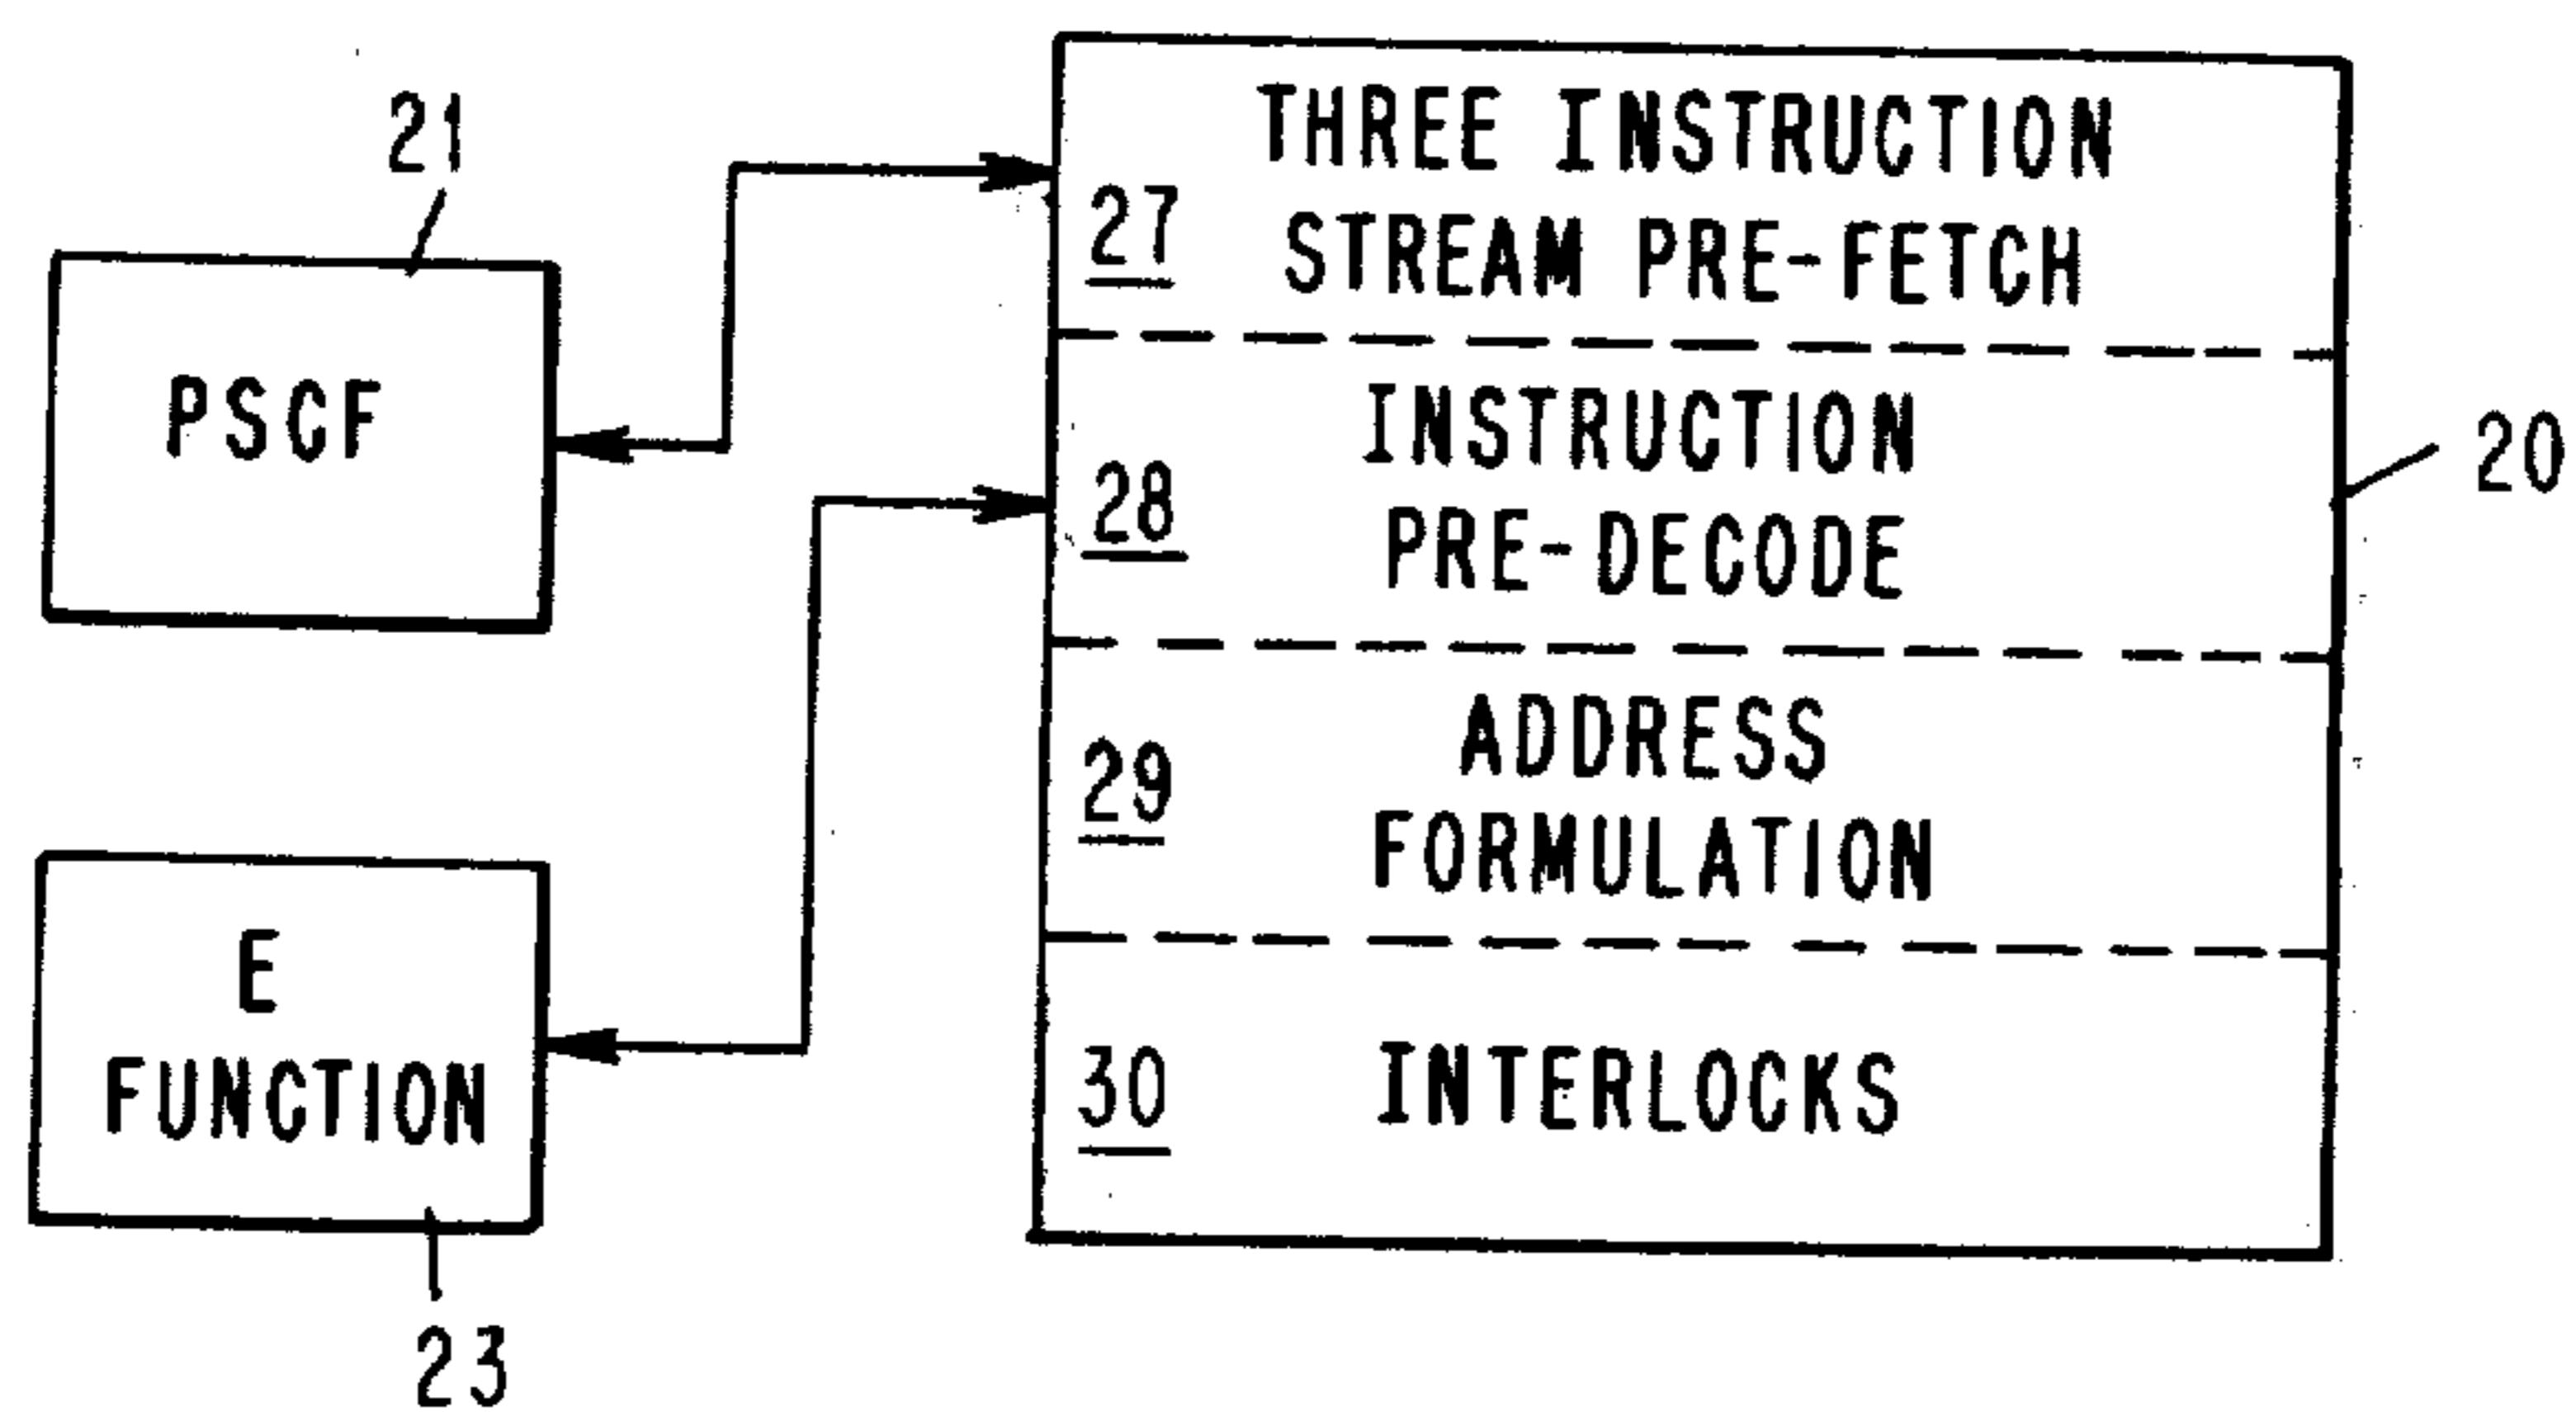 21
PSCF
E
FUNCTION
23
THREE INSTRUCTION
27
STREAM PRE-FETCH
INSTRUCTION
28
PRE-DECODE
20
ADDRESS
29
FORMULATION
30 INTERLOCKS